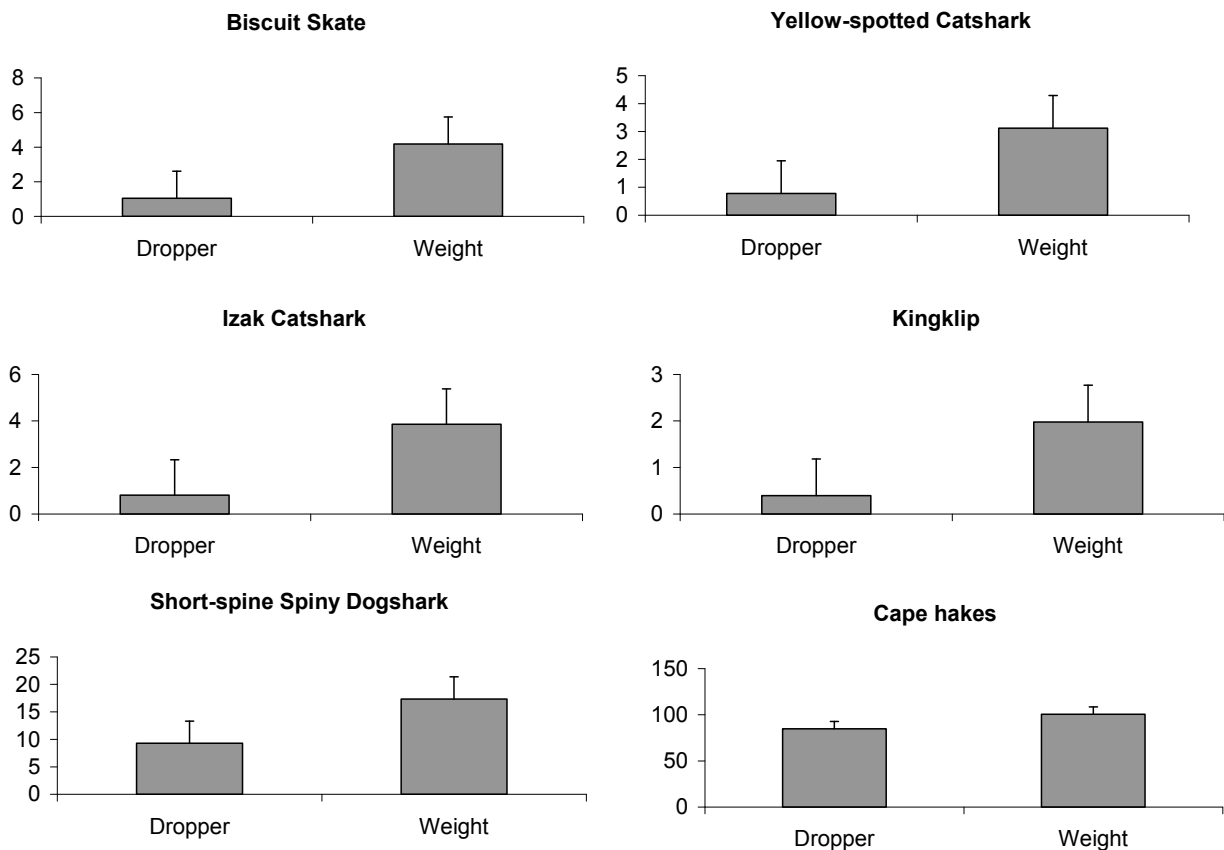 Biscuit Skate
8
6
4
2
0
Dropper Weight
Yellow-spotted Catshark
5
4
3
2
1
0
Dropper Weight
Izak Catshark
6
4
2
0
Dropper Weight
Kingklip
3
2
1
0
Dropper Weight
Short-spine Spiny Dogshark
25
20
15
10
5
0
Dropper Weight
Cape hakes
150
100
50
0
Dropper Weight